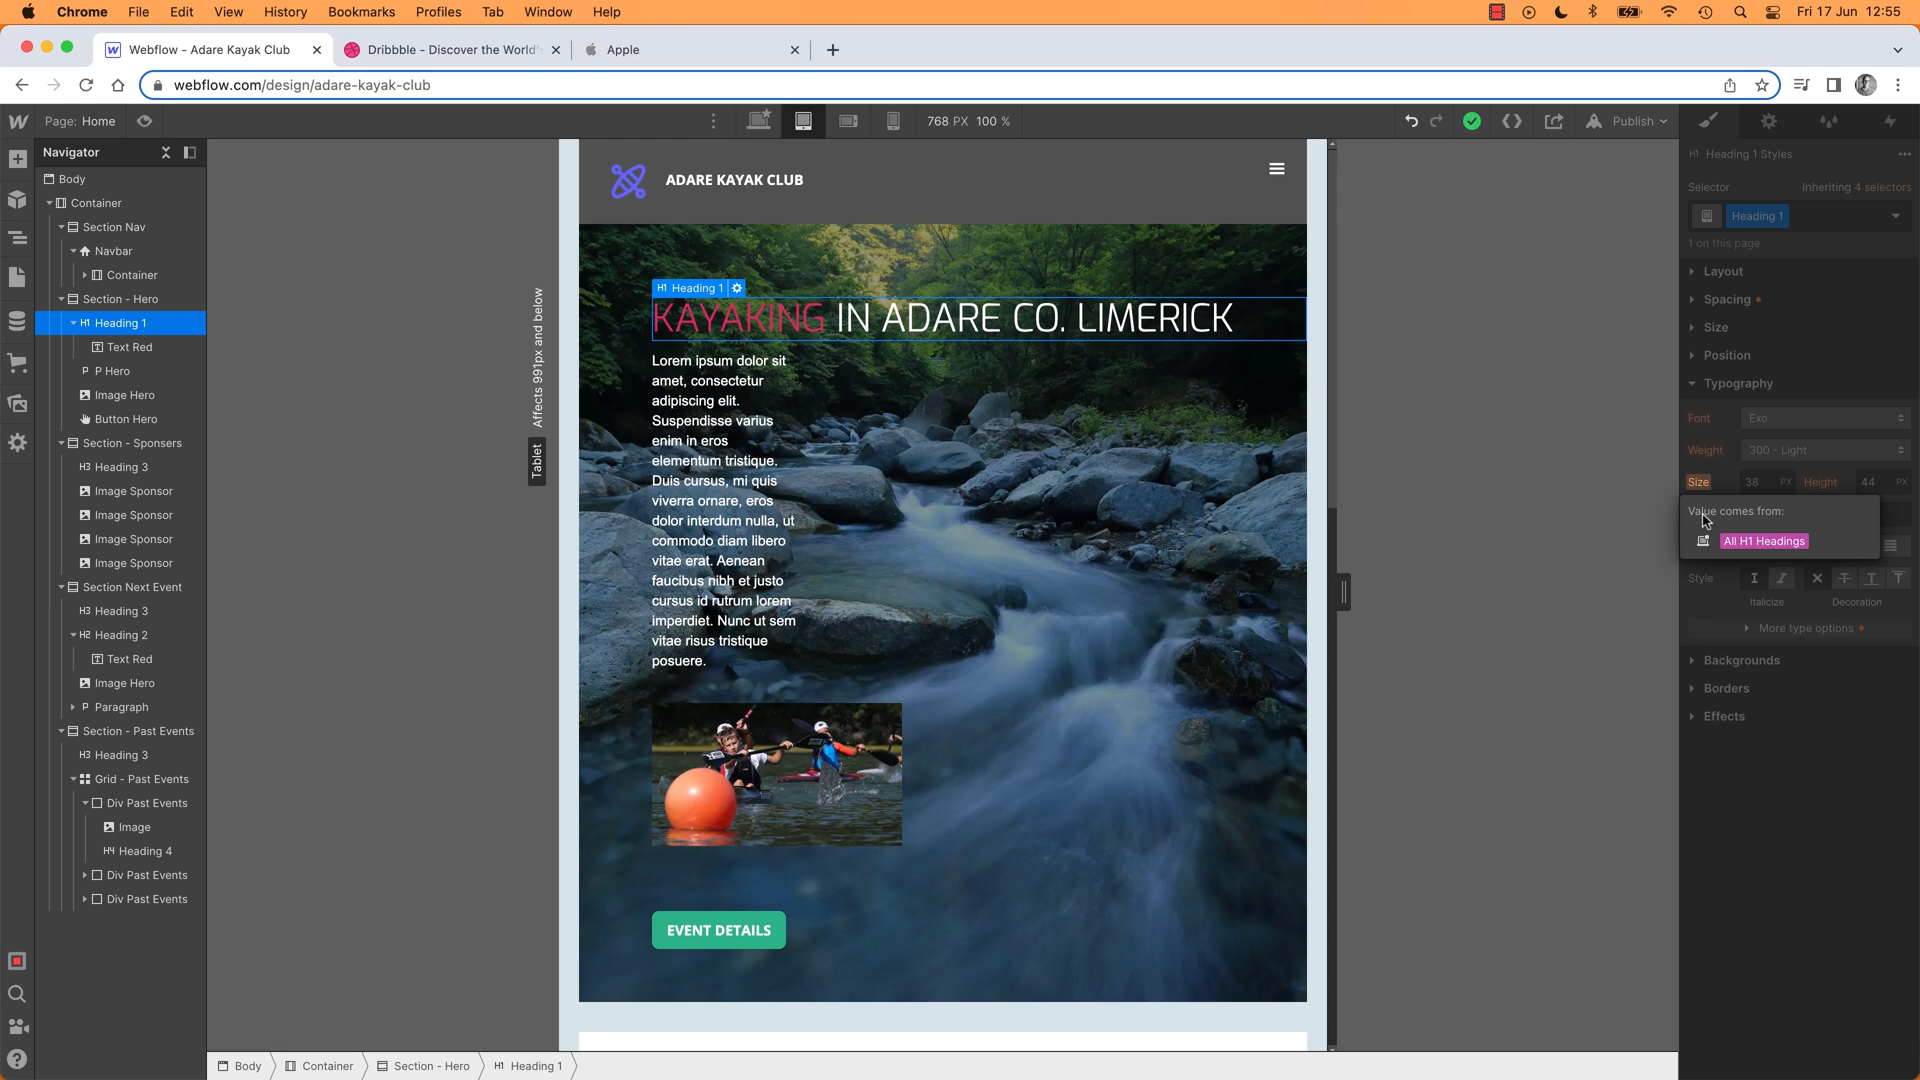 Chrome File Edit View History Bookmarks Profiles Tab Window Help
Fri 17 Jun 12:55
Webflow - Adare Kayak Club
Dribbble - Discover the World'
Apple
webflow.com/design/adare-kayak-club
Page: Home
768 PX 100 %
Publish
Navigator
Body
Container
Section Nav
Navbar
Container
Section - Hero
H1 Heading 1
Text Red
P P Hero
Image Hero
Button Hero
Section - Sponsers
H3 Heading 3
Image Sponsor
Image Sponsor
Image Sponsor
Image Sponsor
Section Next Event
H3 Heading 3
H2 Heading 2
Text Red
Image Hero
P Paragraph
Section - Past Events
H3 Heading 3
Grid - Past Events
Div Past Events
Image
H4 Heading 4
Div Past Events
Div Past Events
Affects 991px and below
Tablet
ADARE KAYAK CLUB
H1 Heading 1
KAYAKING IN ADARE CO. LIMERICK
Lorem ipsum dolor sit
amet, consectetur
adipiscing elit.
Suspendisse varius
enim in eros
elementum tristique.
Duis cursus, mi quis
viverra ornare, eros
dolor interdum nulla, ut
commodo diam libero
vitae erat. Aenean
faucibus nibh et justo
cursus id rutrum lorem
imperdiet. Nunc ut sem
vitae risus tristique
posuere.
EVENT DETAILS
H1 Heading 1 Styles
Selector Inheriting 4 selectors
Heading 1
1 on this page
Layout
Spacing
Size
Position
Typography
Font Exo
Weight 300 - Light
Size 38 PX Height 44 PX
Value comes from:
All H1 Headings
Style
Italicize Decoration
More type options
Backgrounds
Borders
Effects
Body Container Section - Hero H1 Heading 1